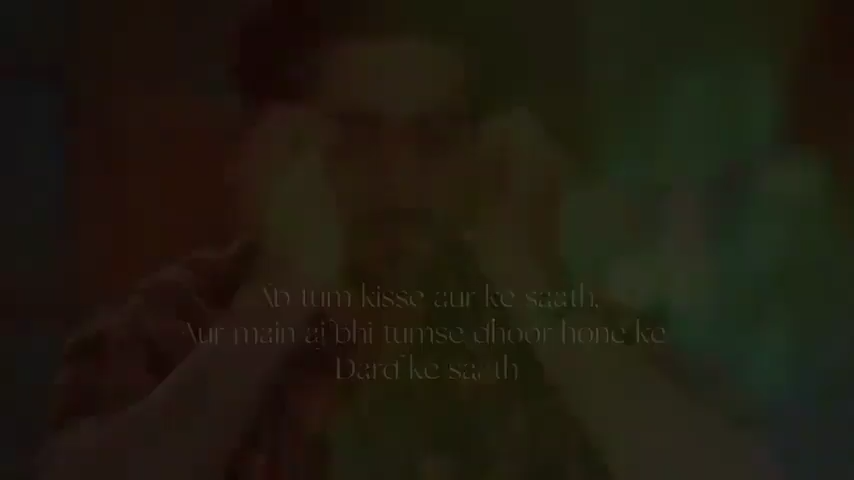 Ab tum kisse aur ke saath,
Aur main aj bhi tumse dhoor hone ke
Dard ke saath